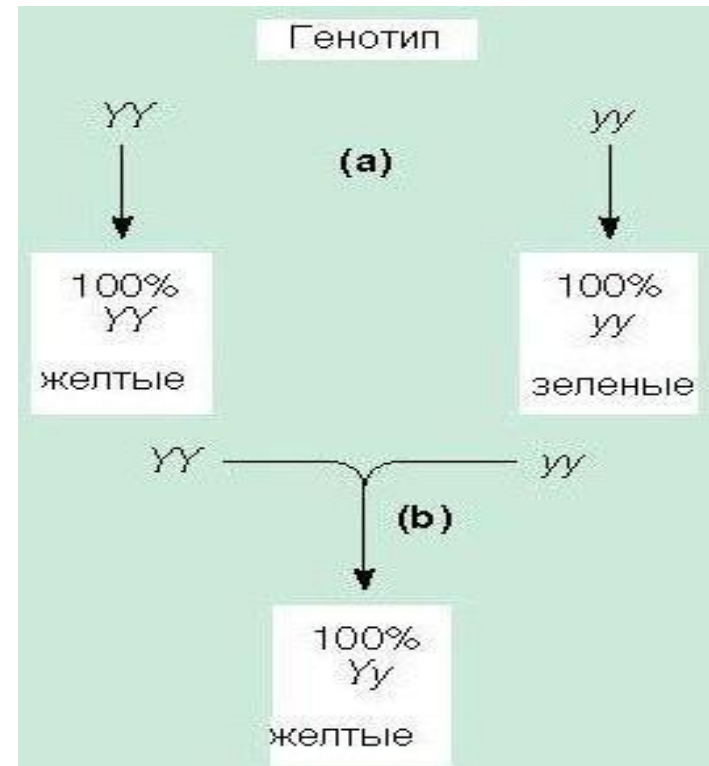 Генотип
YY yy
(a)
100% 100%
YY yy
желтые зеленые
YY yy
(b)
100%
Yy
желтые